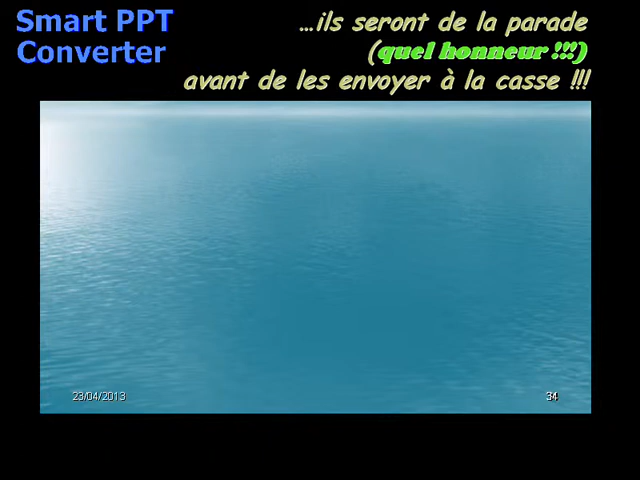 Smart PPT
Converter
...ils seront de la parade
(quel honneur !!!)
avant de les envoyer à la casse !!!
23/04/2013
34